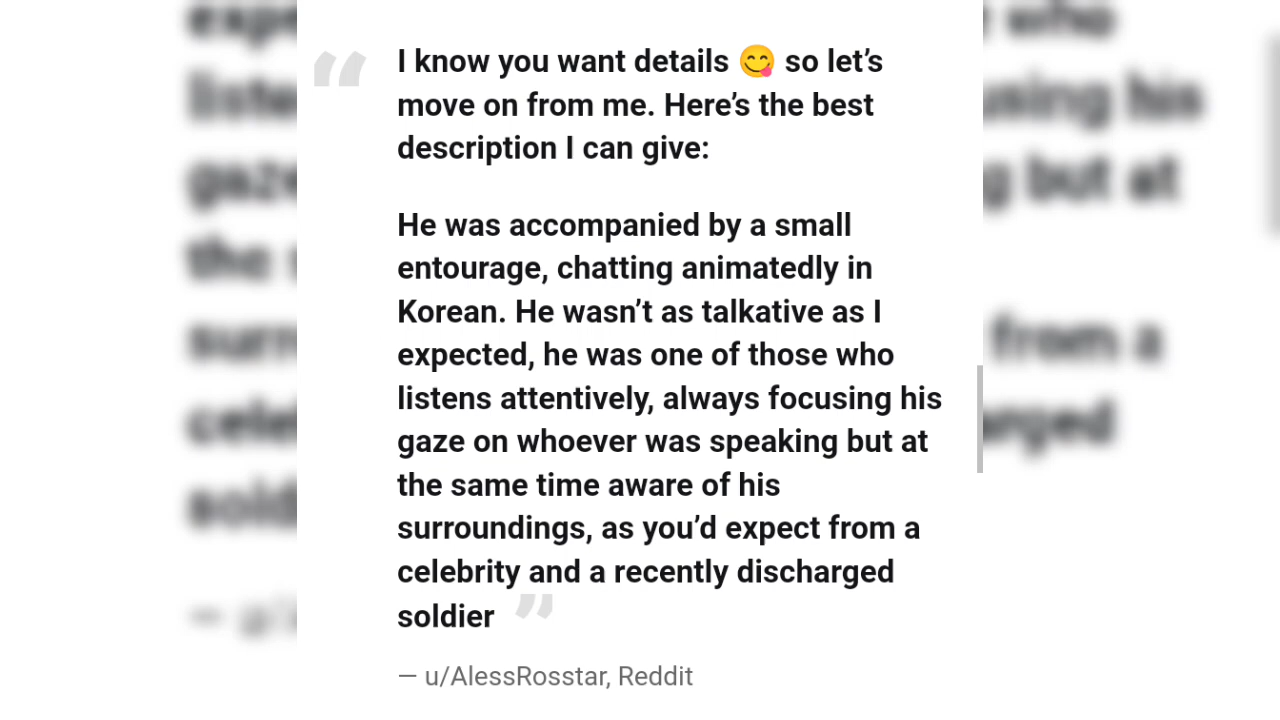 “ I know you want details 😋 so let’s
move on from me. Here’s the best
description I can give:
He was accompanied by a small
entourage, chatting animatedly in
Korean. He wasn’t as talkative as I
expected, he was one of those who
listens attentively, always focusing his
gaze on whoever was speaking but at
the same time aware of his
surroundings, as you’d expect from a
celebrity and a recently discharged
soldier ”
— u/AlessRosstar, Reddit